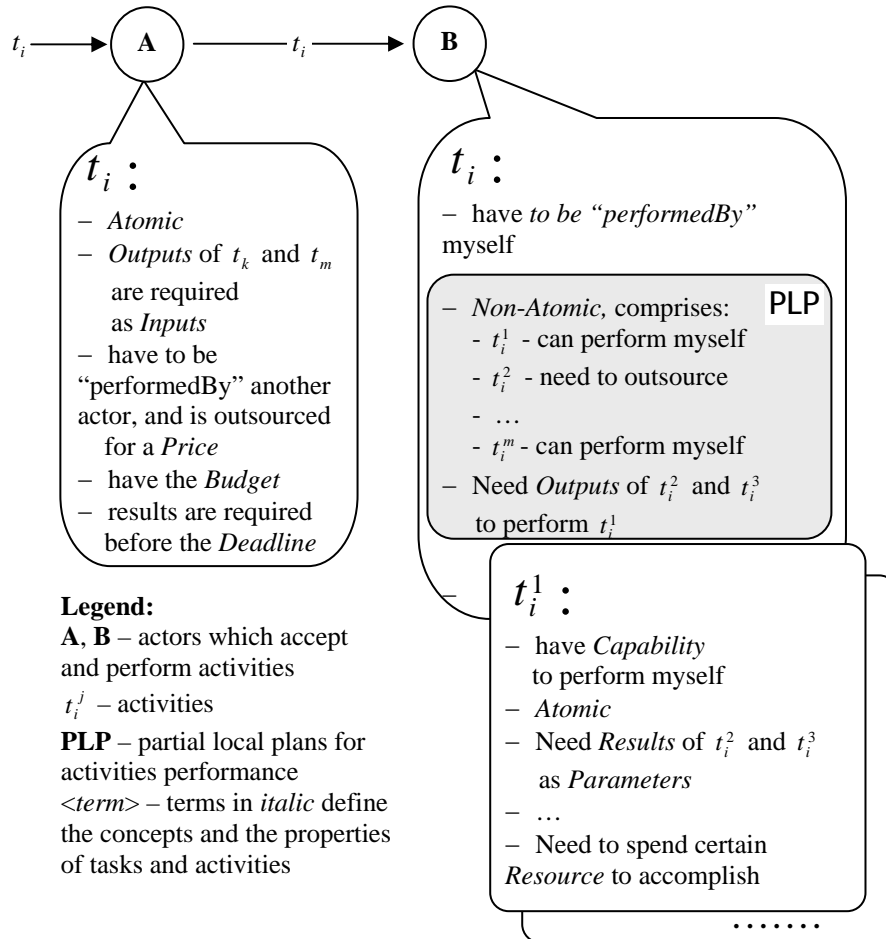 t_i
A
t_i
B
t_i :
– Atomic
– Outputs of t_k and t_m
are required
as Inputs
– have to be
“performedBy” another
actor, and is outsourced
for a Price
– have the Budget
– results are required
before the Deadline
t_i :
– have to be “performedBy”
myself
PLP
– Non-Atomic, comprises:
- t_i^1 - can perform myself
- t_i^2 - need to outsource
- …
- t_i^m - can perform myself
– Need Outputs of t_i^2 and t_i^3
to perform t_i^1
–
t_i^1 :
– have Capability
to perform myself
– Atomic
– Need Results of t_i^2 and t_i^3
as Parameters
– …
– Need to spend certain
Resource to accomplish
.......
Legend:
A, B – actors which accept
and perform activities
t_i^j – activities
PLP – partial local plans for
activities performance
<term> – terms in italic define
the concepts and the properties
of tasks and activities